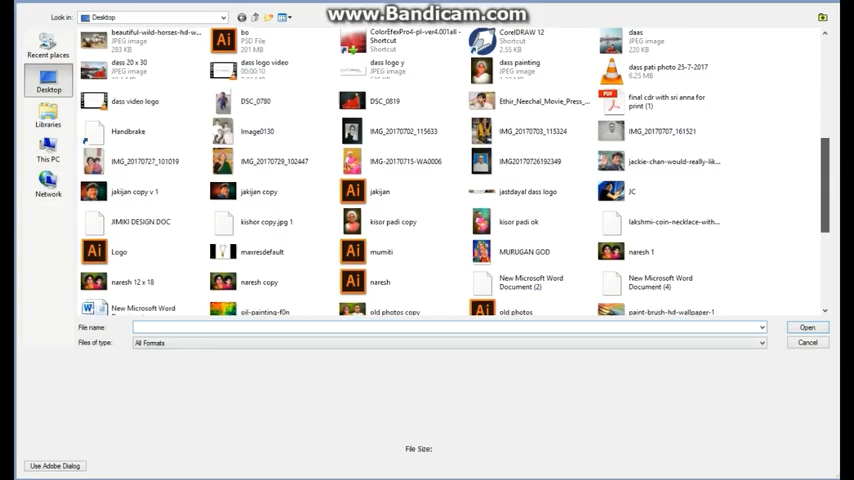 www.Bandicam.com
Look in: Desktop
beautiful-wild-horses-hd-w...
JPEG image
283 KB
bo
PSD File
201 MB
ColorEfexPro4-pl-ver4.001all -
Shortcut
Shortcut
CorelDRAW 12
Shortcut
2.55 KB
daas
JPEG image
220 KB
Recent places
dass 20 x 30
JPEG image
dass logo video
00:00:10
dass logo y
JPEG image
dass painting
JPEG image
dass pati photo 25-7-2017
6.25 MB
Desktop
dass video logo
DSC_0780
DSC_0819
Ethir_Neechal_Movie_Press_...
final cdr with sri anna for
print (1)
Libraries
Handbrake
Image0130
IMG_20170702_115633
IMG_20170703_115324
IMG_20170707_161521
This PC
IMG_20170727_101019
IMG_20170729_102447
IMG-20170715-WA0006
IMG20170726192349
jackie-chan-would-really-lik...
Network
jakijan copy v 1
jakijan copy
jakijan
jastdayal dass logo
JC
JIMIKI DESIGN DOC
kishor copy.jpg 1
kisor padi copy
kisor padi ok
lakshmi-coin-necklace-with...
Logo
maxresdefault
mumiti
MURUGAN GOD
naresh 1
naresh 12 x 18
naresh copy
naresh
New Microsoft Word
Document (2)
New Microsoft Word
Document (4)
New Microsoft Word
oil-painting-f0n
old photos copy
old photos
paint-brush-hd-wallpaper-1
File name:
Open
Files of type: All Formats
Cancel
File Size:
Use Adobe Dialog